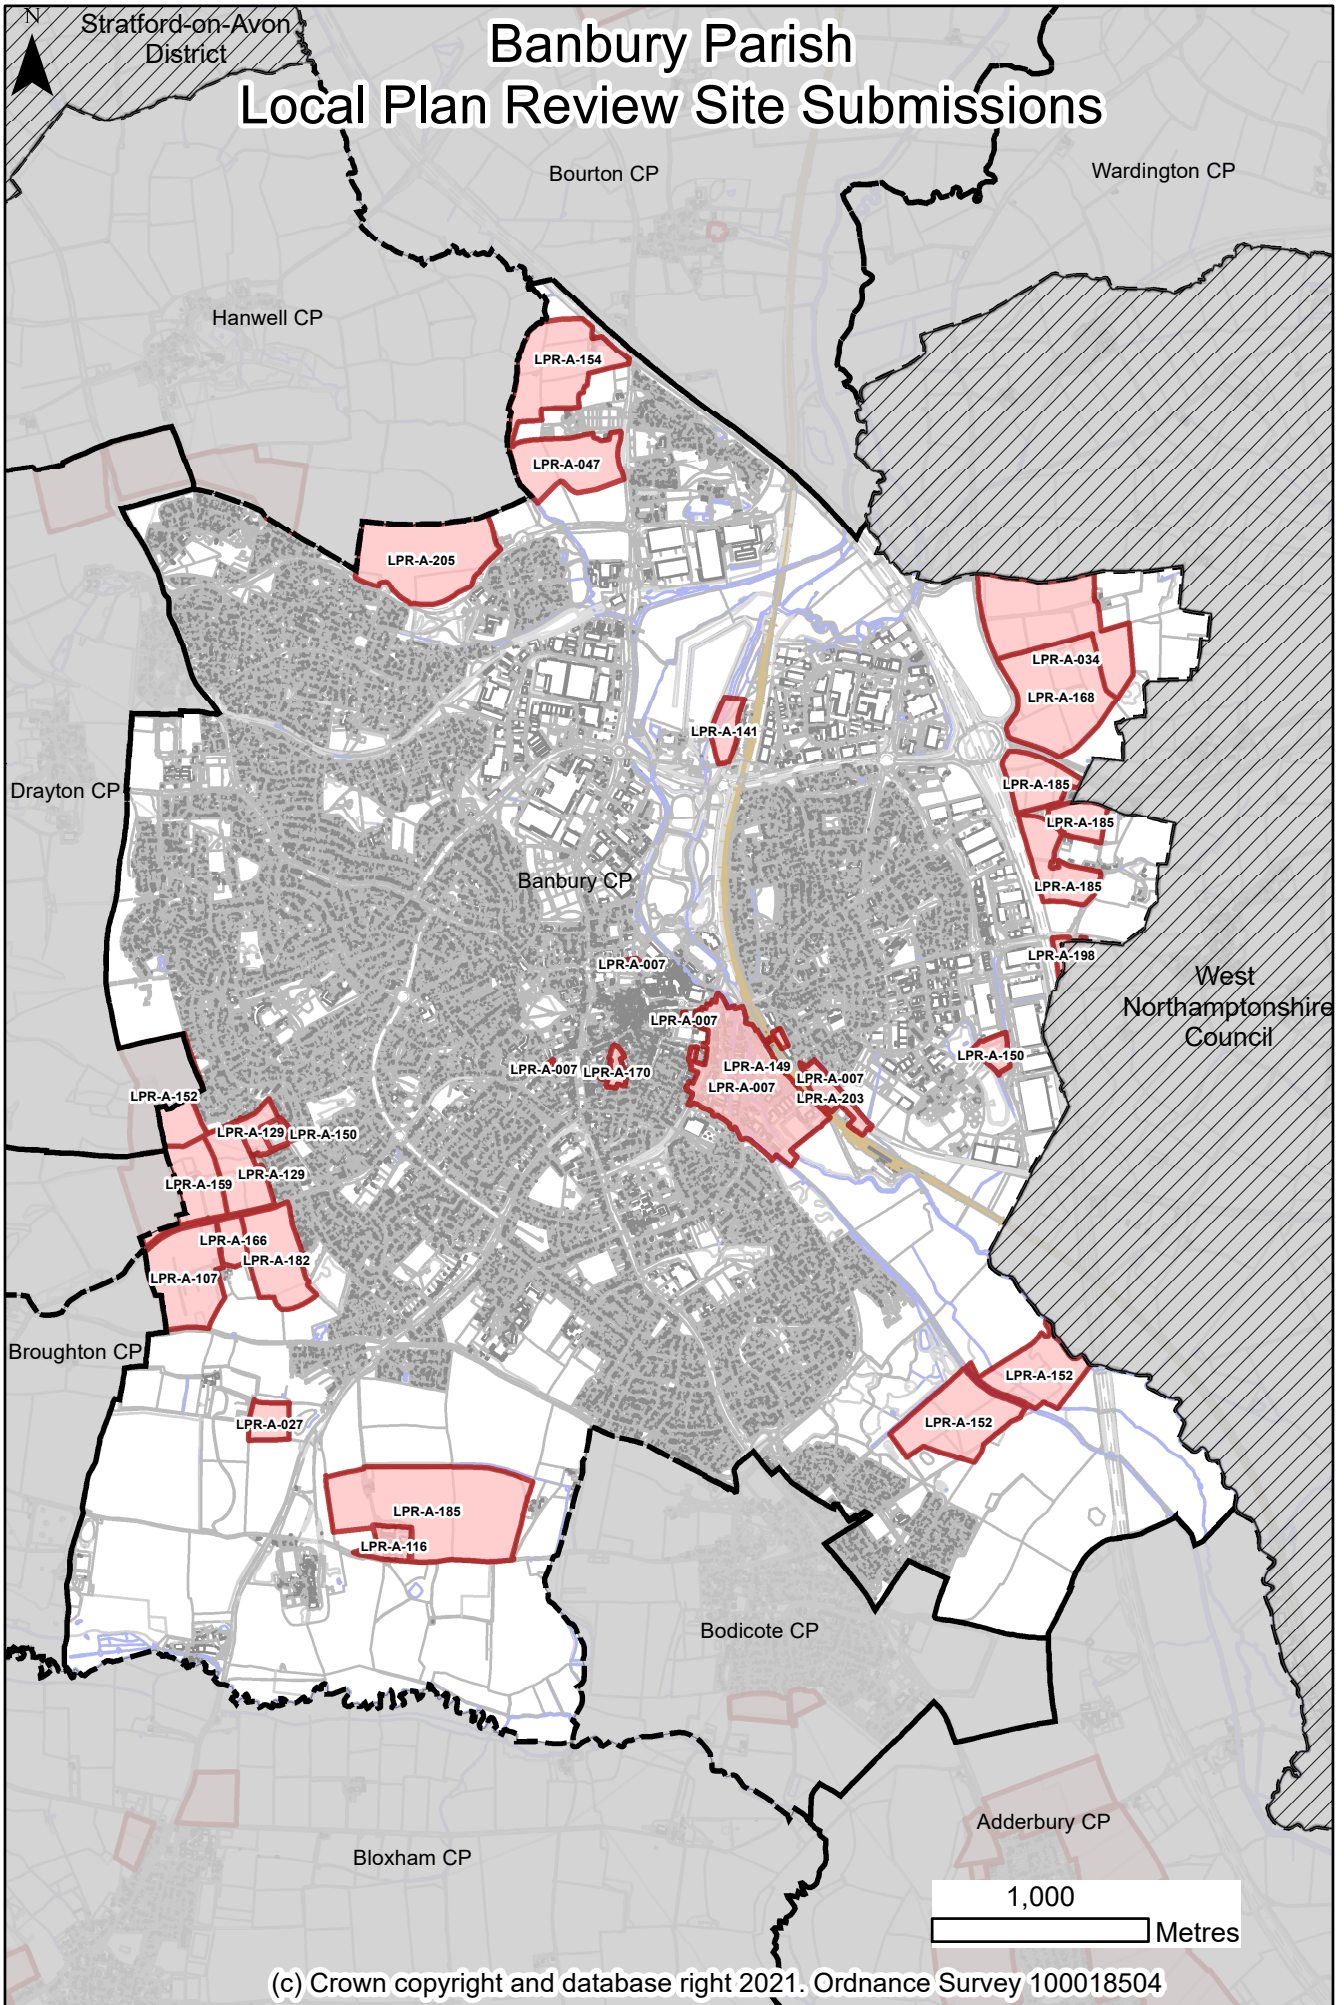 N
Stratford-on-Avon
District
Banbury Parish
Local Plan Review Site Submissions
Bourton CP
Wardington CP
Hanwell CP
LPR-A-154
LPR-A-047
LPR-A-205
LPR-A-034
LPR-A-168
LPR-A-141
LPR-A-185
Drayton CP
LPR-A-185
Banbury CP
LPR-A-185
LPR-A-198
LPR-A-007
West
Northamptonshire
Council
LPR-A-007
LPR-A-150
LPR-A-007
LPR-A-170
LPR-A-149
LPR-A-007
LPR-A-007
LPR-A-203
LPR-A-152
LPR-A-129
LPR-A-150
LPR-A-129
LPR-A-159
LPR-A-166
LPR-A-182
LPR-A-107
Broughton CP
LPR-A-152
LPR-A-152
LPR-A-027
LPR-A-185
LPR-A-116
Bodicote CP
Adderbury CP
Bloxham CP
1,000
Metres
(c) Crown copyright and database right 2021. Ordnance Survey 100018504